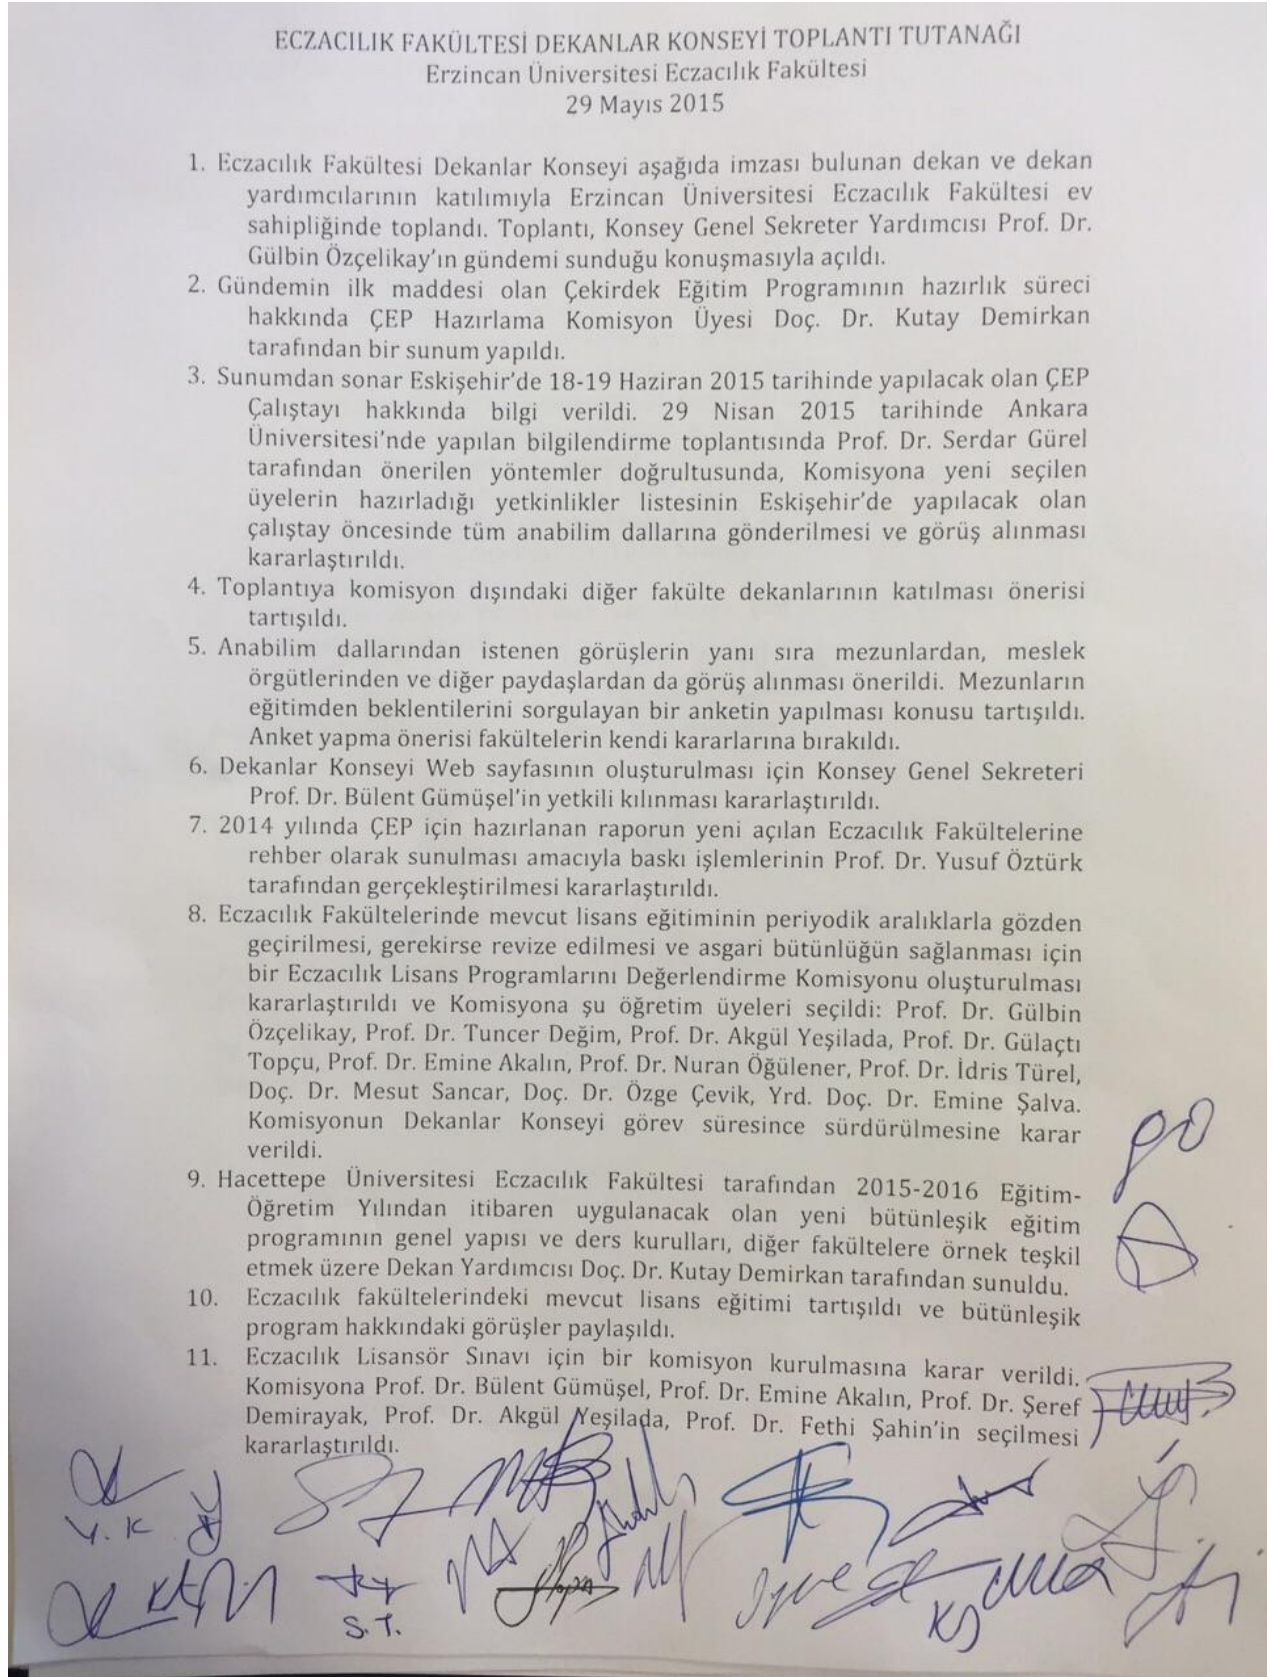 ECZACILIK FAKÜLTESİ DEKANLAR KONSEYİ TOPLANTI TUTANAĞI
Erzincan Üniversitesi Eczacılık Fakültesi
29 Mayıs 2015
1. Eczacılık Fakültesi Dekanlar Konseyi aşağıda imzası bulunan dekan ve dekan
yardımcılarının katılımıyla Erzincan Üniversitesi Eczacılık Fakültesi ev
sahipliğinde toplandı. Toplantı, Konsey Genel Sekreter Yardımcısı Prof. Dr.
Gülbin Özçelikay'ın gündemi sunduğu konuşmasıyla açıldı.
2. Gündemin ilk maddesi olan Çekirdek Eğitim Programının hazırlık süreci
hakkında ÇEP Hazırlama Komisyon Üyesi Doç. Dr. Kutay Demirkan
tarafından bir sunum yapıldı.
3. Sunumdan sonar Eskişehir'de 18-19 Haziran 2015 tarihinde yapılacak olan ÇEP
Çalıştayı hakkında bilgi verildi. 29 Nisan 2015 tarihinde Ankara
Üniversitesi'nde yapılan bilgilendirme toplantısında Prof. Dr. Serdar Gürel
tarafından önerilen yöntemler doğrultusunda, Komisyona yeni seçilen
üyelerin hazırladığı yetkinlikler listesinin Eskişehir'de yapılacak olan
çalıştay öncesinde tüm anabilim dallarına gönderilmesi ve görüş alınması
kararlaştırıldı.
4. Toplantıya komisyon dışındaki diğer fakülte dekanlarının katılması önerisi
tartışıldı.
5. Anabilim dallarından istenen görüşlerin yanı sıra mezunlardan, meslek
örgütlerinden ve diğer paydaşlardan da görüş alınması önerildi. Mezunların
eğitimden beklentilerini sorgulayan bir anketin yapılması konusu tartışıldı.
Anket yapma önerisi fakültelerin kendi kararlarına bırakıldı.
6. Dekanlar Konseyi Web sayfasının oluşturulması için Konsey Genel Sekreteri
Prof. Dr. Bülent Gümüşel'in yetkili kılınması kararlaştırıldı.
7. 2014 yılında ÇEP için hazırlanan raporun yeni açılan Eczacılık Fakültelerine
rehber olarak sunulması amacıyla baskı işlemlerinin Prof. Dr. Yusuf Öztürk
tarafından gerçekleştirilmesi kararlaştırıldı.
8. Eczacılık Fakültelerinde mevcut lisans eğitiminin periyodik aralıklarla gözden
geçirilmesi, gerekirse revize edilmesi ve asgari bütünlüğün sağlanması için
bir Eczacılık Lisans Programlarını Değerlendirme Komisyonu oluşturulması
kararlaştırıldı ve Komisyona şu öğretim üyeleri seçildi: Prof. Dr. Gülbin
Özçelikay, Prof. Dr. Tuncer Değim, Prof. Dr. Akgül Yeşilada, Prof. Dr. Gülaçtı
Topçu, Prof. Dr. Emine Akalın, Prof. Dr. Nuran Öğülener, Prof. Dr. İdris Türel,
Doç. Dr. Mesut Sancar, Doç. Dr. Özge Çevik, Yrd. Doç. Dr. Emine Şalva.
Komisyonun Dekanlar Konseyi görev süresince sürdürülmesine karar
verildi.
9. Hacettepe Üniversitesi Eczacılık Fakültesi tarafından 2015-2016 Eğitim-
Öğretim Yılından itibaren uygulanacak olan yeni bütünleşik eğitim
programının genel yapısı ve ders kurulları, diğer fakültelere örnek teşkil
etmek üzere Dekan Yardımcısı Doç. Dr. Kutay Demirkan tarafından sunuldu.
10. Eczacılık fakültelerindeki mevcut lisans eğitimi tartışıldı ve bütünleşik
program hakkındaki görüşler paylaşıldı.
11. Eczacılık Lisansör Sınavı için bir komisyon kurulmasına karar verildi.
Komisyona Prof. Dr. Bülent Gümüşel, Prof. Dr. Emine Akalın, Prof. Dr. Şeref
Demirayak, Prof. Dr. Akgül Yeşilada, Prof. Dr. Fethi Şahin'in seçilmesi
kararlaştırıldı.
Y. K
S.T.